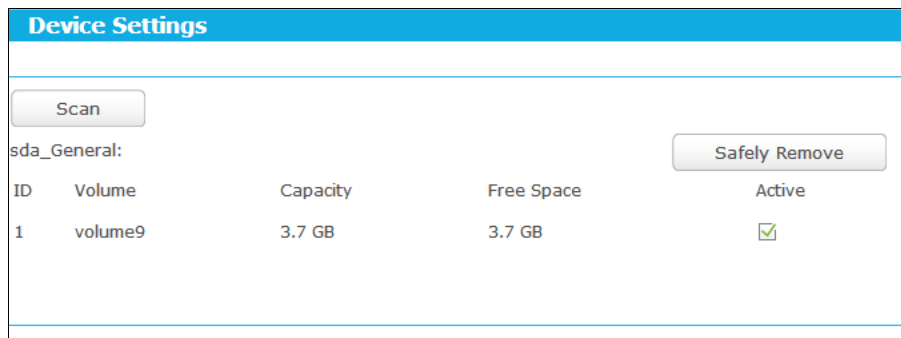 Device Settings
Scan
sda_General:
Safely Remove
ID Volume Capacity Free Space Active
1 volume9 3.7 GB 3.7 GB